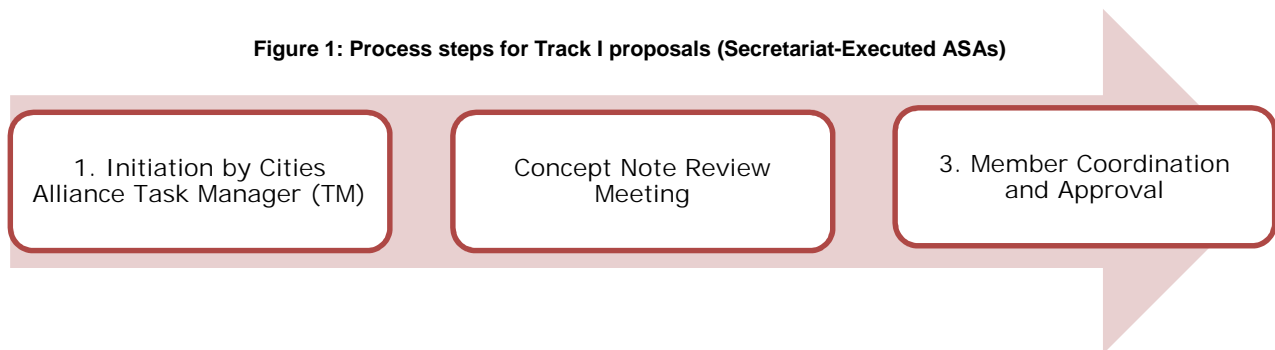 Figure 1: Process steps for Track I proposals (Secretariat-Executed ASAs)
1. Initiation by Cities
Alliance Task Manager (TM)
Concept Note Review
Meeting
3. Member Coordination
and Approval